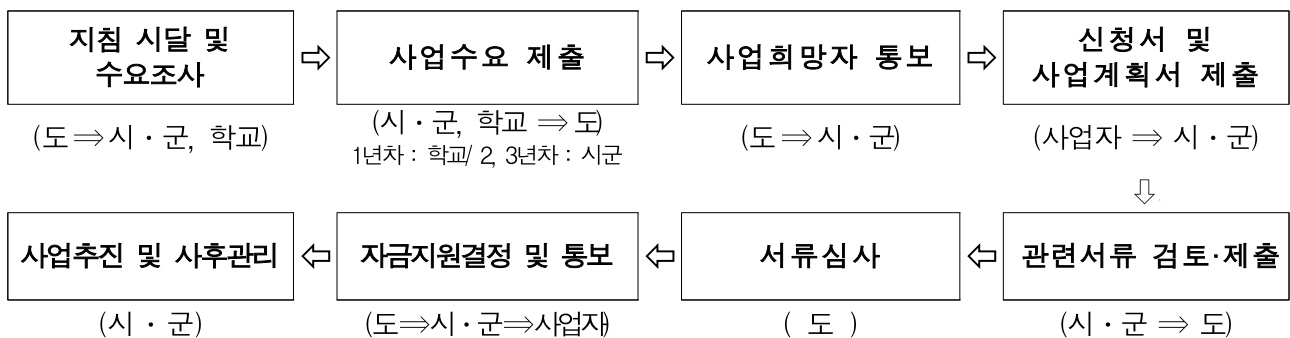 지침 시달 및
수요조사
⇨
사업수요 제출
⇨
사업희망자 통보
⇨
신청서 및
사업계획서 제출
(도⇒시・군, 학교)
(시・군, 학교 ⇒도)
1년차 : 학교/ 2, 3년차 : 시군
(도⇒시・군)
(사업자 ⇒ 시・군)
⇩
사업추진 및 사후관리
⇦
자금지원결정 및 통보
⇦
서류심사
⇦
관련서류 검토·제출
(시・군)
(도⇒시・군⇒사업자)
( 도 )
(시・군 ⇒ 도)